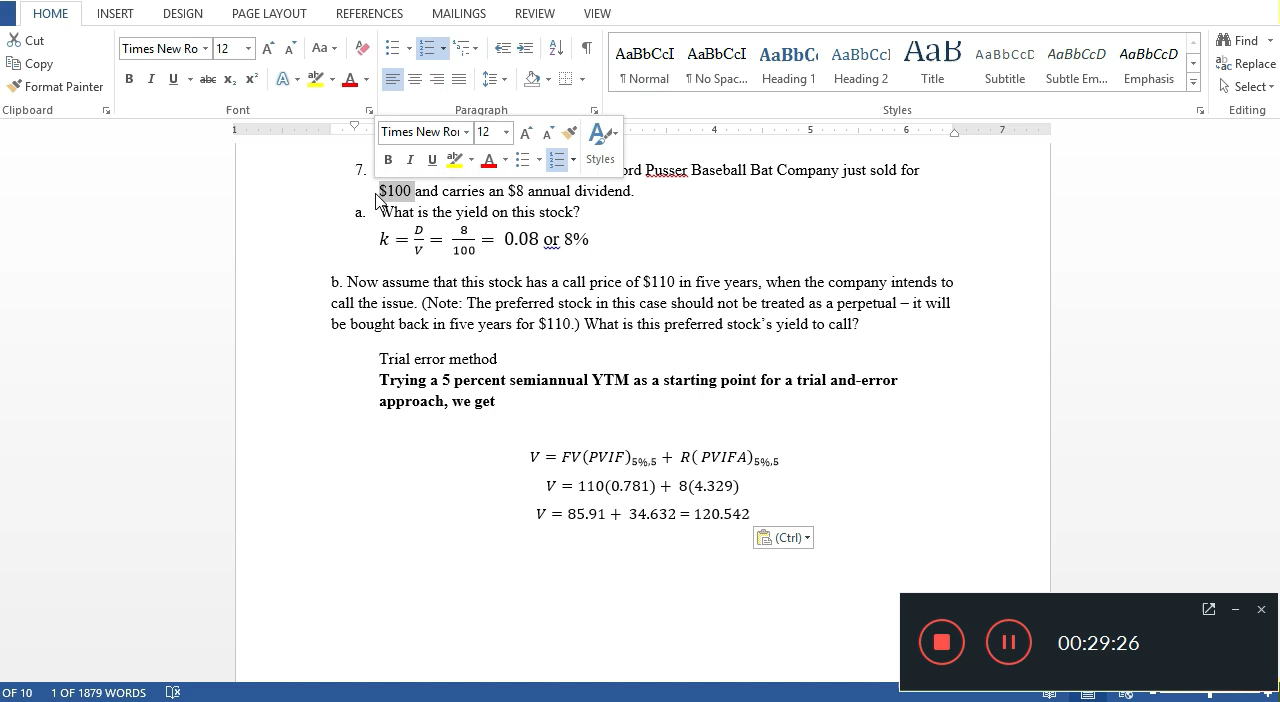 HOME INSERT DESIGN PAGE LAYOUT REFERENCES MAILINGS REVIEW VIEW
Cut
Copy
Format Painter
Clipboard
Times New Ro 12
Font
Paragraph
AaBbCcI AaBbCcI AaBbC AaBbCcI AaB AaBbCcD AaBbCcD AaBbCcD
¶ Normal ¶ No Spac... Heading 1 Heading 2 Title Subtitle Subtle Em... Emphasis
Styles
Find
Replace
Select
Editing
1 4 5 6 7
Times New Roi 12
Styles
7. ord Pusser Baseball Bat Company just sold for
$100 and carries an $8 annual dividend.
a. What is the yield on this stock?
k = D/V = 8/100 = 0.08 or 8%
b. Now assume that this stock has a call price of $110 in five years, when the company intends to
call the issue. (Note: The preferred stock in this case should not be treated as a perpetual – it will
be bought back in five years for $110.) What is this preferred stock's yield to call?
Trial error method
Trying a 5 percent semiannual YTM as a starting point for a trial and-error
approach, we get
V = FV(PVIF)5%,5 + R( PVIFA)5%,5
V = 110(0.781) + 8(4.329)
V = 85.91 + 34.632 = 120.542
(Ctrl)
00:29:26
OF 10 1 OF 1879 WORDS